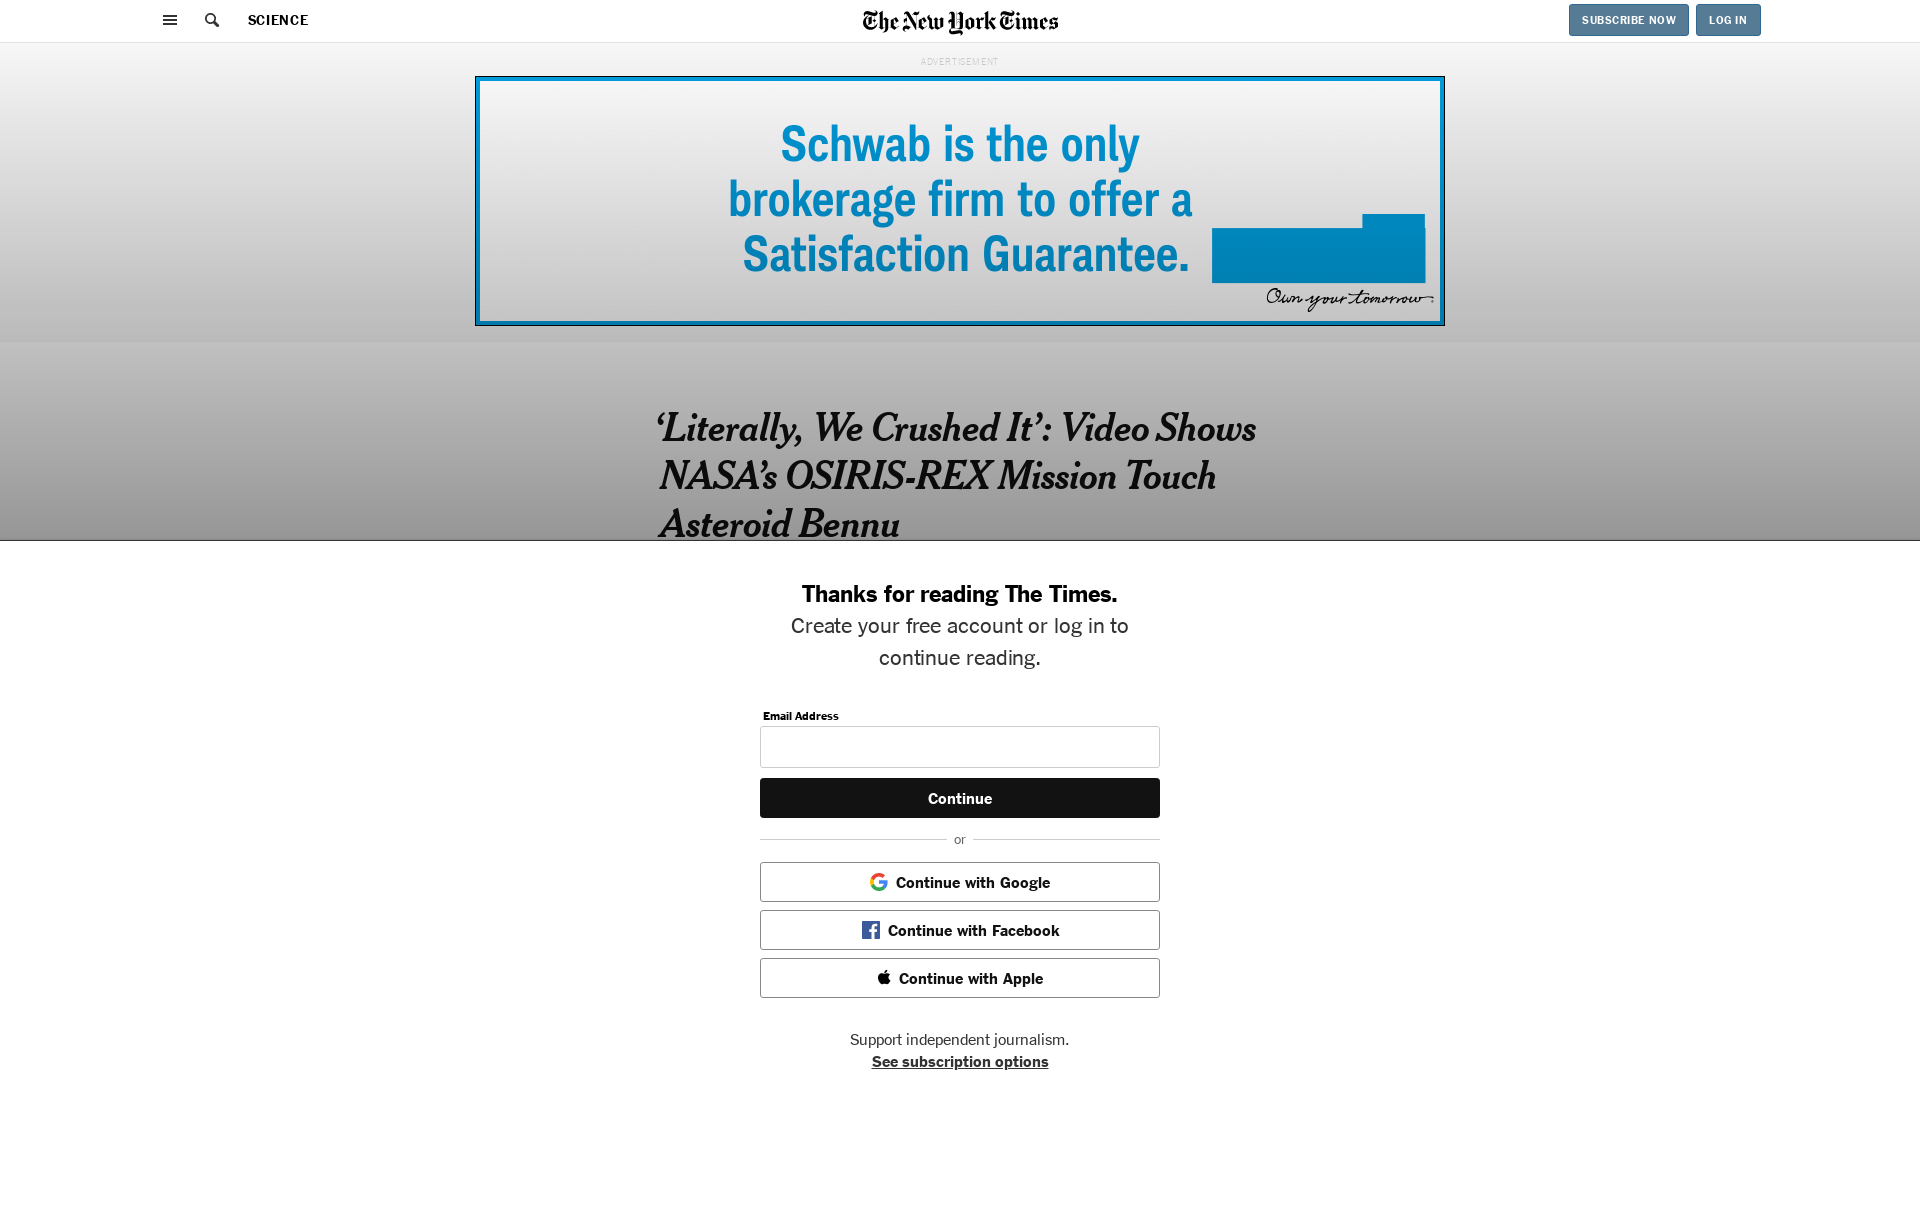 SCIENCE
The New York Times
SUBSCRIBE NOW
LOG IN
ADVERTISEMENT
Schwab is the only
brokerage firm to offer a
Satisfaction Guarantee.
Own your tomorrow.
‘Literally, We Crushed It’: Video Shows
NASA’s OSIRIS-REX Mission Touch
Asteroid Bennu
Thanks for reading The Times.
Create your free account or log in to
continue reading.
Email Address
Continue
or
Continue with Google
Continue with Facebook
Continue with Apple
Support independent journalism.
See subscription options